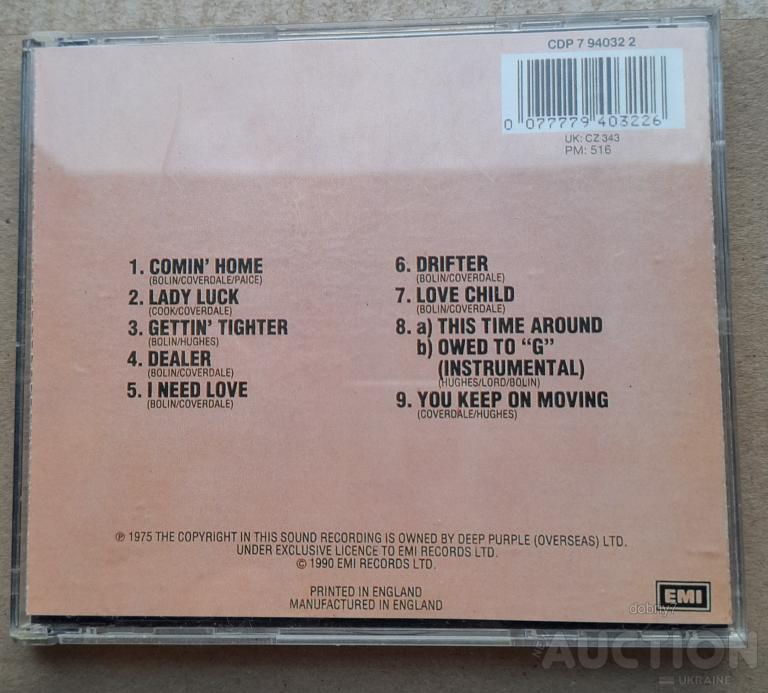 CDP 7 94032 2
0 077779 403226
UK: CZ 343
PM: 516
1. COMIN' HOME
(BOLIN/COVERDALE/PAICE)
2. LADY LUCK
(COOK/COVERDALE)
3. GETTIN' TIGHTER
(BOLIN/HUGHES)
4. DEALER
(BOLIN/COVERDALE)
5. I NEED LOVE
(BOLIN/COVERDALE)
6. DRIFTER
(BOLIN/COVERDALE)
7. LOVE CHILD
(BOLIN/COVERDALE)
8. a) THIS TIME AROUND
b) OWED TO "G"
(INSTRUMENTAL)
(HUGHES/LORD/BOLIN)
9. YOU KEEP ON MOVING
(COVERDALE/HUGHES)
℗ 1975 THE COPYRIGHT IN THIS SOUND RECORDING IS OWNED BY DEEP PURPLE (OVERSEAS) LTD.
UNDER EXCLUSIVE LICENCE TO EMI RECORDS LTD.
© 1990 EMI RECORDS LTD.
PRINTED IN ENGLAND
MANUFACTURED IN ENGLAND
EMI
dobriy7
NEW AUCTION
UKRAINE